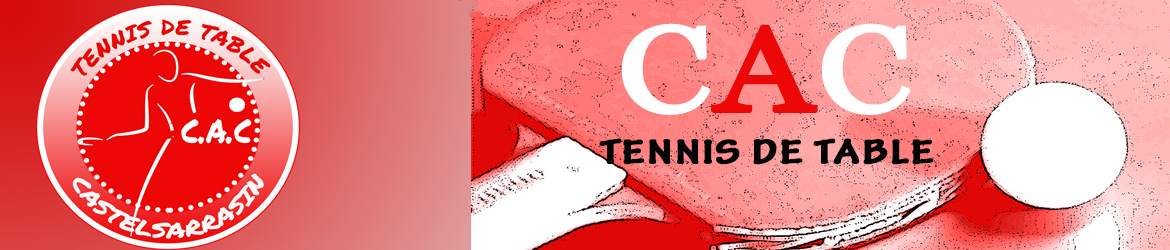 TENNIS DE TABLE
C.A.C
CASTELSARRASIN
CAC
TENNIS DE TABLE